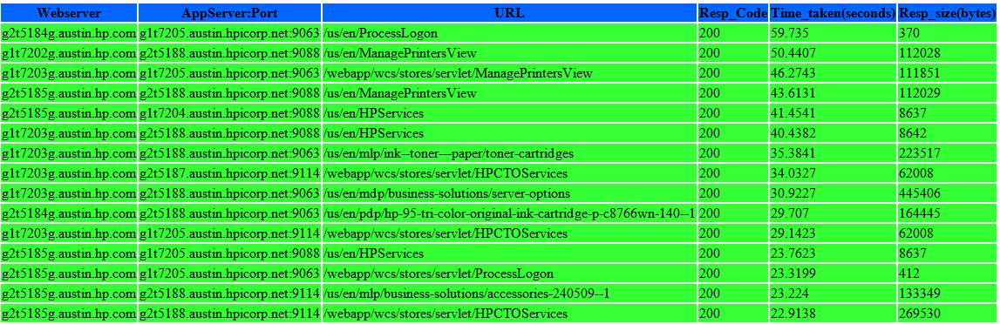 Webserver AppServer:Port URL Resp_Code Time_taken(seconds) Resp_size(bytes)
g2t5184g.austin.hp.com g1t7205.austin.hpicorp.net:9063 /us/en/ProcessLogon 200 59.735 370
g1t7202g.austin.hp.com g2t5188.austin.hpicorp.net:9088 /us/en/ManagePrintersView 200 50.4407 112028
g1t7203g.austin.hp.com g1t7205.austin.hpicorp.net:9063 /webapp/wcs/stores/servlet/ManagePrintersView 200 46.2743 111851
g2t5185g.austin.hp.com g2t5188.austin.hpicorp.net:9088 /us/en/ManagePrintersView 200 43.6131 112029
g2t5185g.austin.hp.com g1t7204.austin.hpicorp.net:9088 /us/en/HPServices 200 41.4541 8637
g1t7203g.austin.hp.com g2t5188.austin.hpicorp.net:9088 /us/en/HPServices 200 40.4382 8642
g1t7203g.austin.hp.com g2t5188.austin.hpicorp.net:9063 /us/en/mlp/ink--toner---paper/toner-cartridges 200 35.3841 223517
g1t7203g.austin.hp.com g2t5187.austin.hpicorp.net:9114 /webapp/wcs/stores/servlet/HPCTOServices 200 34.0327 62008
g1t7203g.austin.hp.com g2t5188.austin.hpicorp.net:9063 /us/en/mdp/business-solutions/server-options 200 30.9227 445406
g2t5184g.austin.hp.com g2t5188.austin.hpicorp.net:9063 /us/en/pdp/hp-95-tri-color-original-ink-cartridge-p-c8766wn-140--1 200 29.707 164445
g1t7203g.austin.hp.com g1t7205.austin.hpicorp.net:9114 /webapp/wcs/stores/servlet/HPCTOServices 200 29.1423 62008
g2t5185g.austin.hp.com g1t7205.austin.hpicorp.net:9088 /us/en/HPServices 200 23.7623 8637
g2t5185g.austin.hp.com g1t7205.austin.hpicorp.net:9063 /webapp/wcs/stores/servlet/ProcessLogon 200 23.3199 412
g2t5185g.austin.hp.com g2t5188.austin.hpicorp.net:9114 /us/en/mlp/business-solutions/accessories-240509--1 200 23.224 133349
g2t5185g.austin.hp.com g2t5188.austin.hpicorp.net:9114 /webapp/wcs/stores/servlet/HPCTOServices 200 22.9138 269530